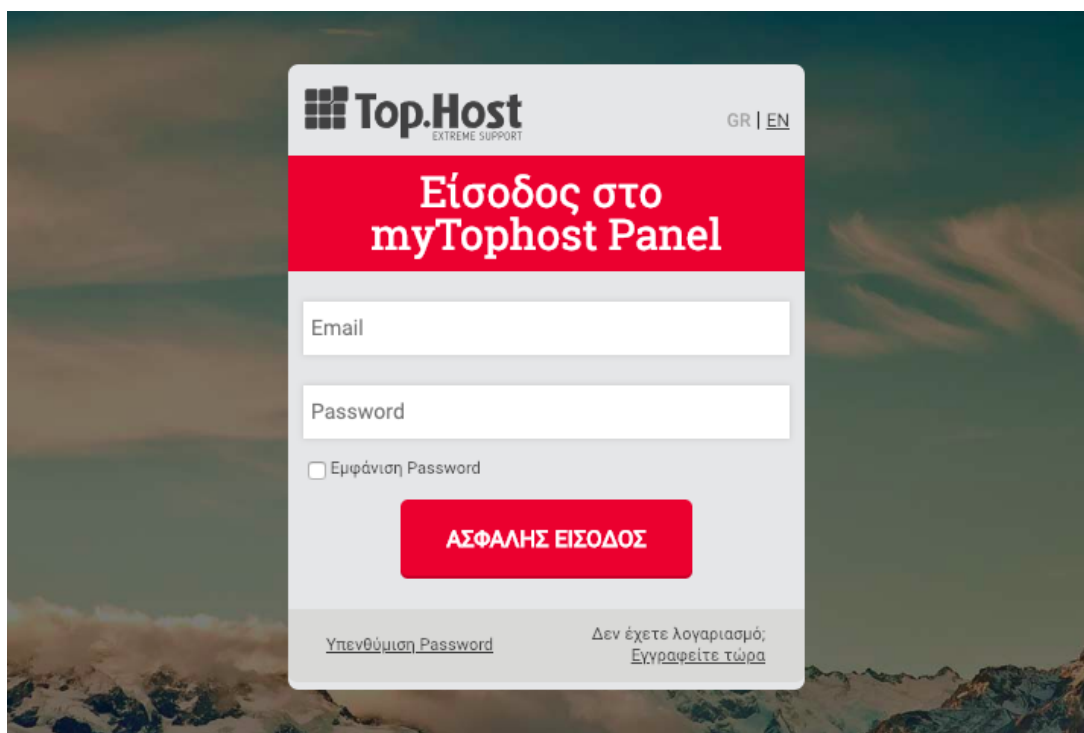 Top.Host
EXTREME SUPPORT
GR | EN
Είσοδος στο
myTophost Panel
Email
Password
Εμφάνιση Password
ΑΣΦΑΛΗΣ ΕΙΣΟΔΟΣ
Υπενθύμιση Password
Δεν έχετε λογαριασμό;
Εγγραφείτε τώρα